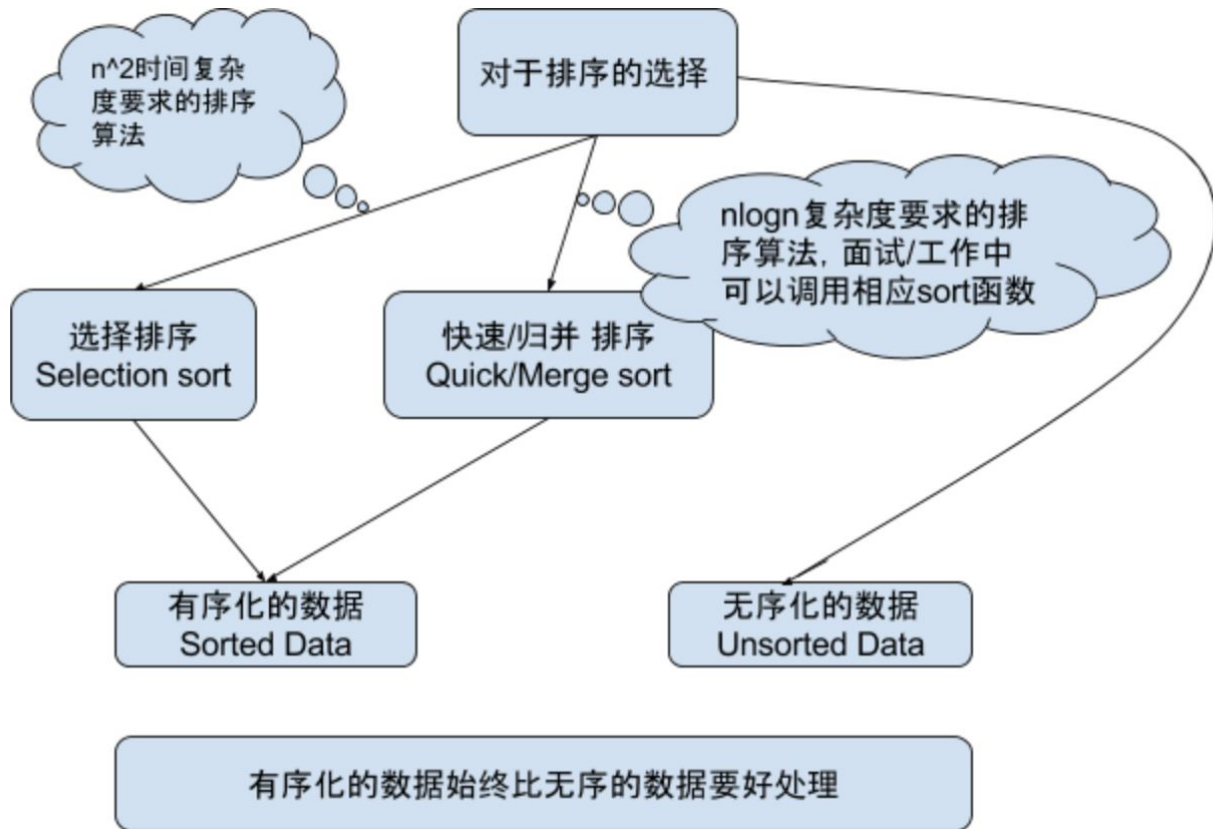 n^2时间复杂
度要求的排序
算法
对于排序的选择
nlogn复杂度要求的排
序算法, 面试/工作中
可以调用相应sort函数
选择排序
Selection sort
快速/归并 排序
Quick/Merge sort
有序化的数据
Sorted Data
无序化的数据
Unsorted Data
有序化的数据始终比无序的数据要好处理